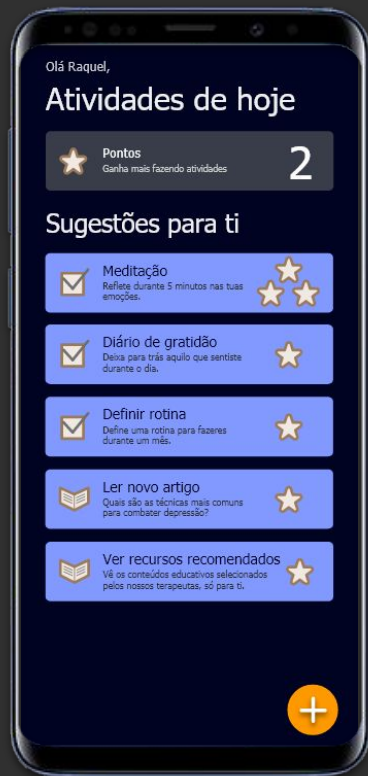 Olá Raquel,
Atividades de hoje
Pontos
Ganha mais fazendo atividades
2
Sugestões para ti
Meditação
Reflete durante 5 minutos nas tuas
emoções.
Diário de gratidão
Deixa para trás aquilo que sentiste
durante o dia.
Definir rotina
Define uma rotina para fazeres
durante um mês.
Ler novo artigo
Quais são as técnicas mais comuns
para combater depressão?
Ver recursos recomendados
Vê os conteúdos educativos selecionados
pelos nossos terapeutas, só para ti.